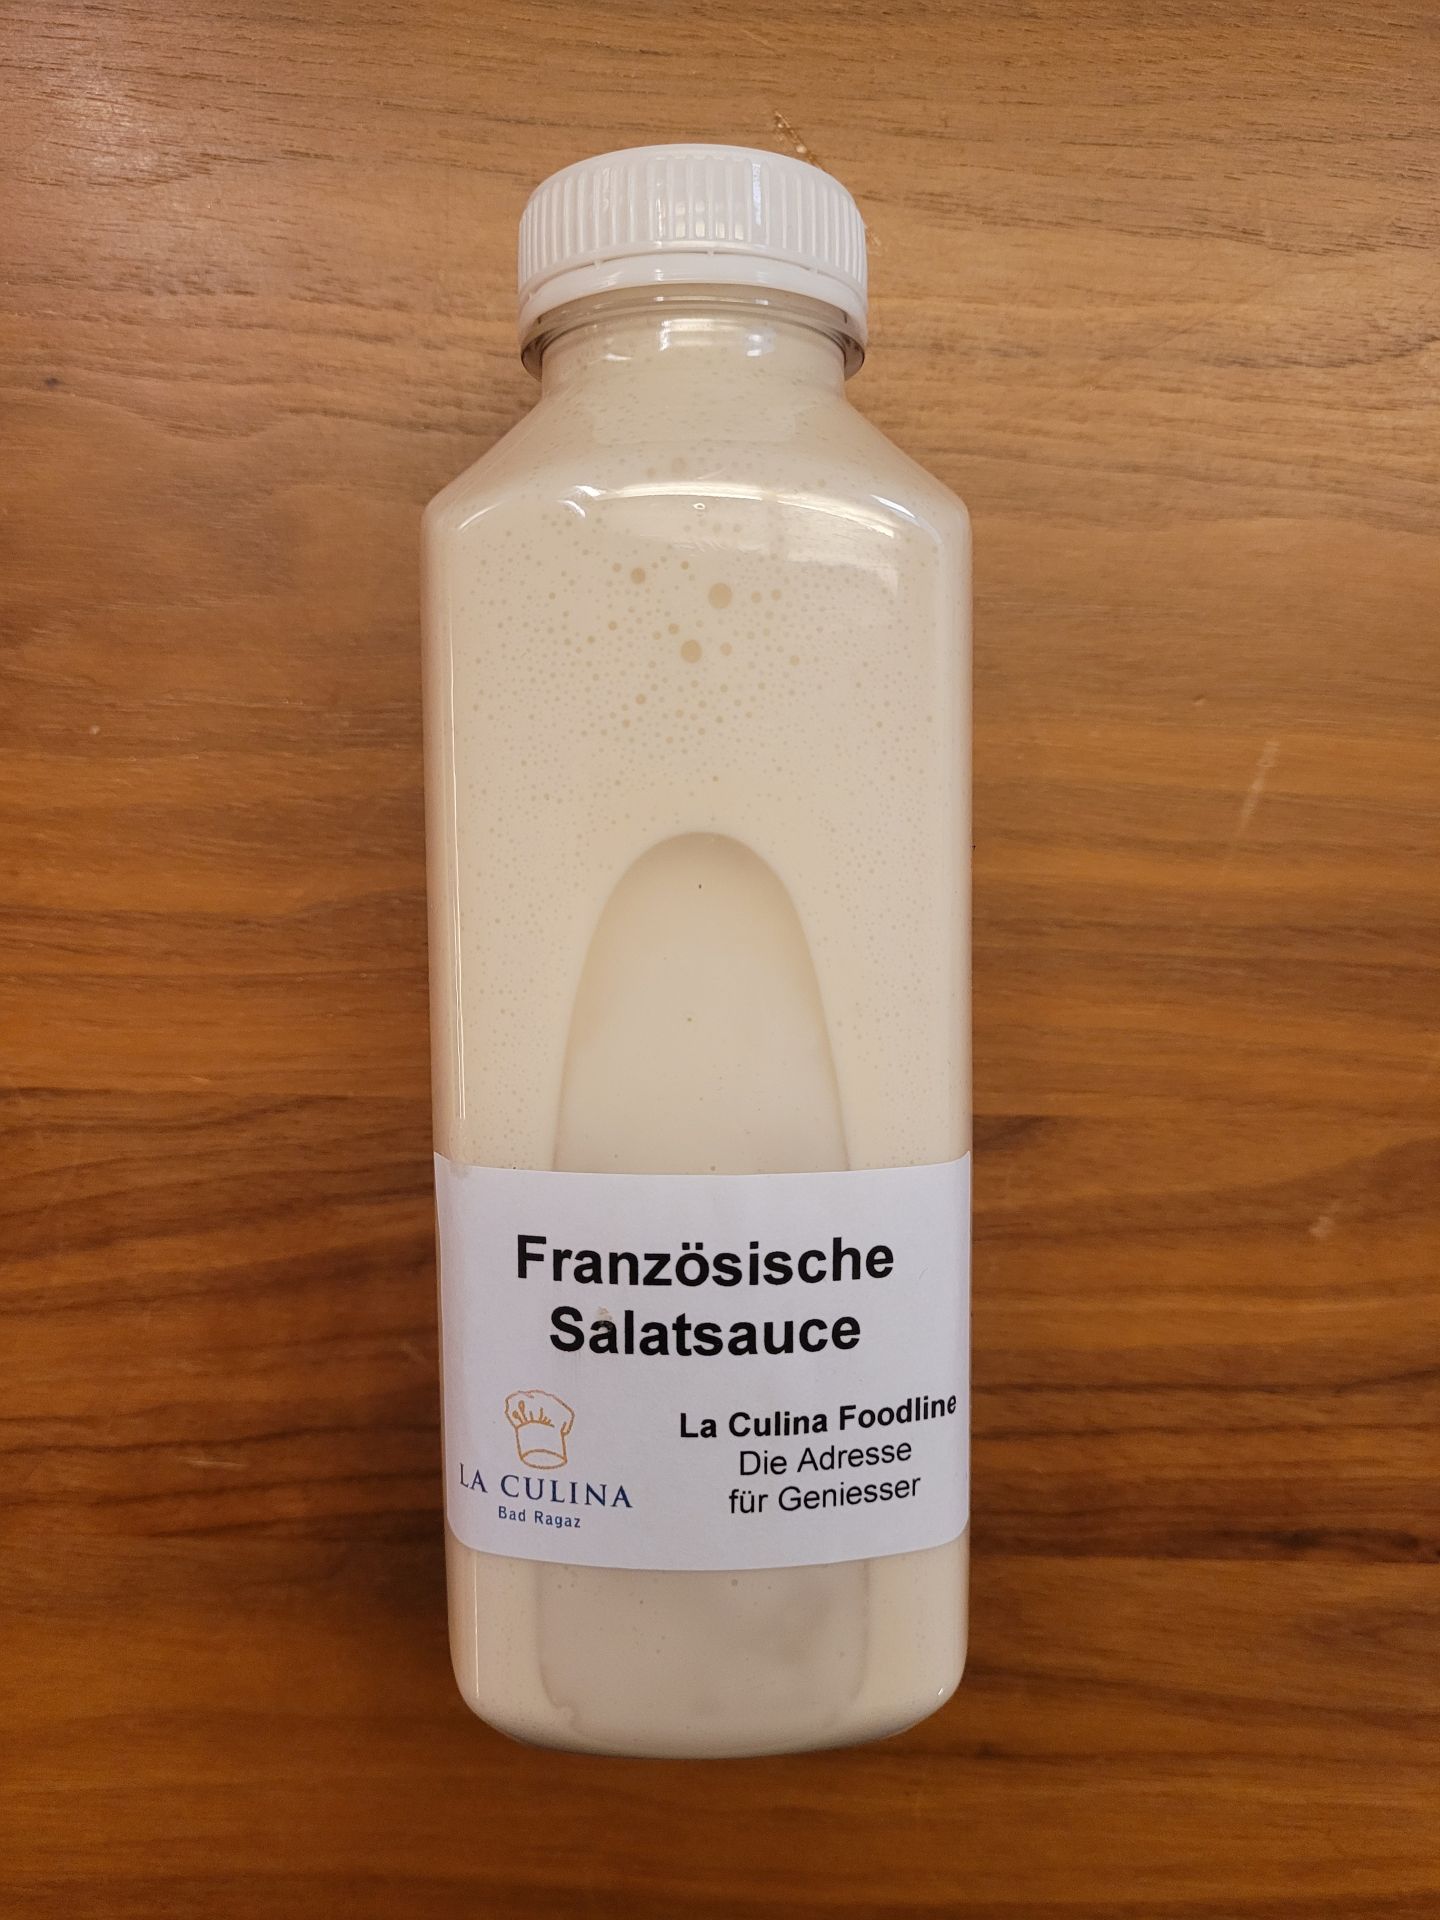 Französische
Salatsauce
LA CULINA
Bad Ragaz
La Culina Foodline
Die Adresse
für Geniesser